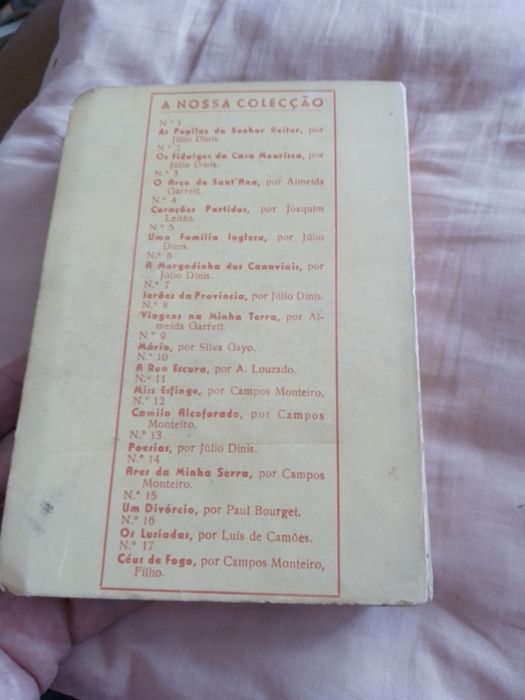 A NOSSA COLECÇÃO
N.º 1
As Pupilas do Senhor Reitor, por
Júlio Dinis.
N.º 2
Os Fidalgos da Casa Mourisca, por
Júlio Dinis.
N.º 3
O Arco de Sant'Ana, por Almeida
Garrett.
N.º 4
Corações Partidos, por Joaquim
Leitão.
N.º 5
Uma Família Inglesa, por Júlio
Dinis.
N.º 6
A Morgadinha dos Canaviais, por
Júlio Dinis.
N.º 7
Serões da Província, por Júlio Dinis.
N.º 8
Viagens na Minha Terra, por Al-
meida Garrett.
N.º 9
Mário, por Silva Gayo.
N.º 10
A Rua Escura, por A. Louzado.
N.º 11
Miss Esfinge, por Campos Monteiro.
N.º 12
Camilo Alcoforado, por Campos
Monteiro.
N.º 13
Poesias, por Júlio Dinis.
N.º 14
Ares da Minha Serra, por Campos
Monteiro.
N.º 15
Um Divórcio, por Paul Bourget.
N.º 16
Os Lusíadas, por Luís de Camões.
N.º 17
Céus de Fogo, por Campos Monteiro,
Filho.